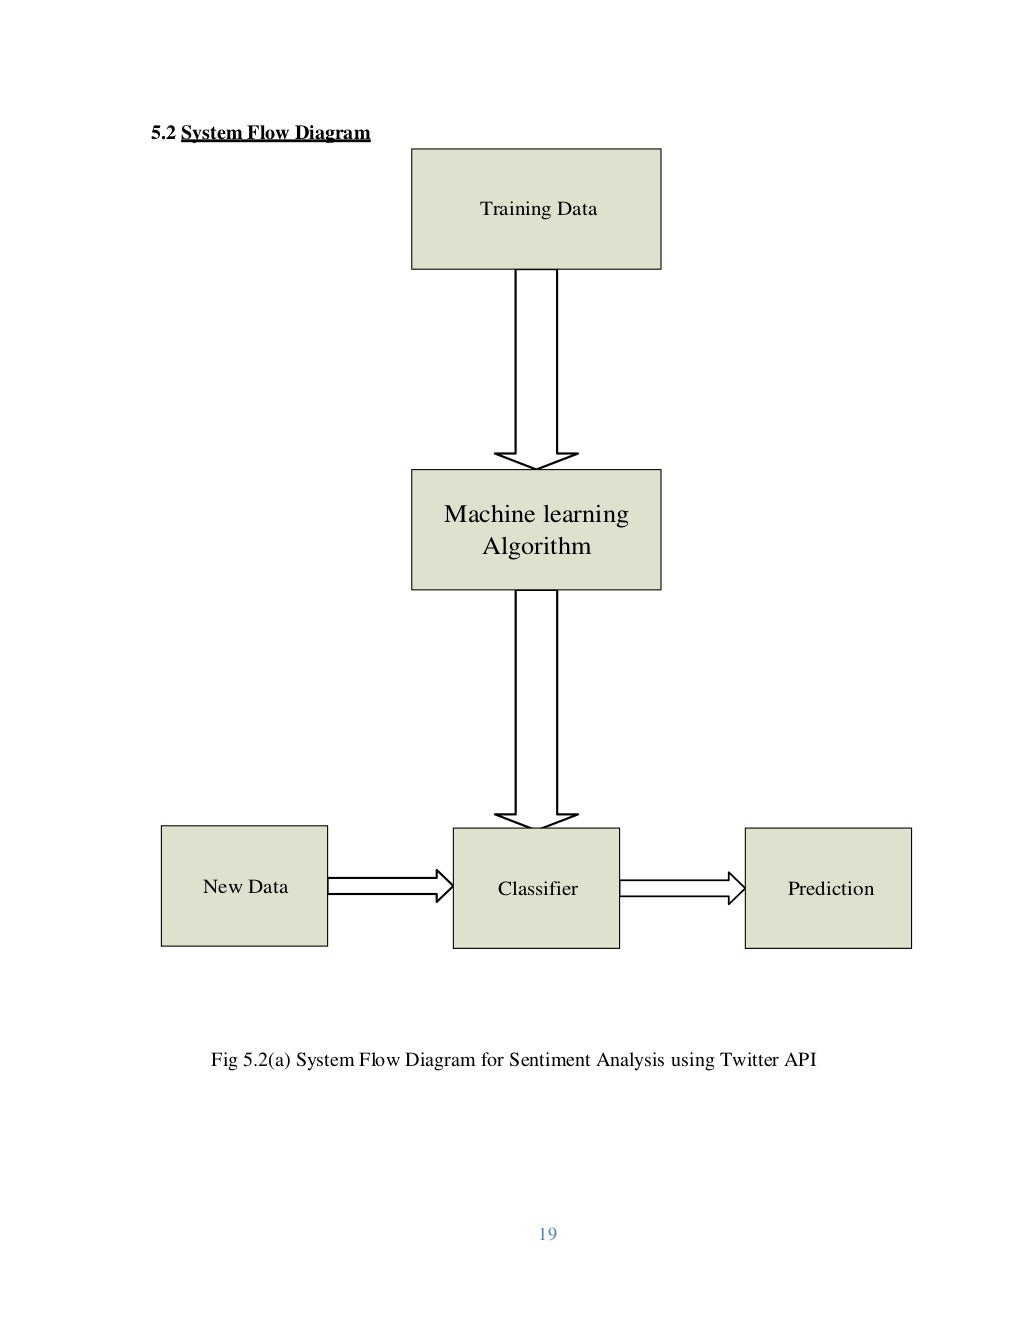 5.2 System Flow Diagram
Training Data
Machine learning
Algorithm
New Data
Classifier
Prediction
Fig 5.2(a) System Flow Diagram for Sentiment Analysis using Twitter API
19